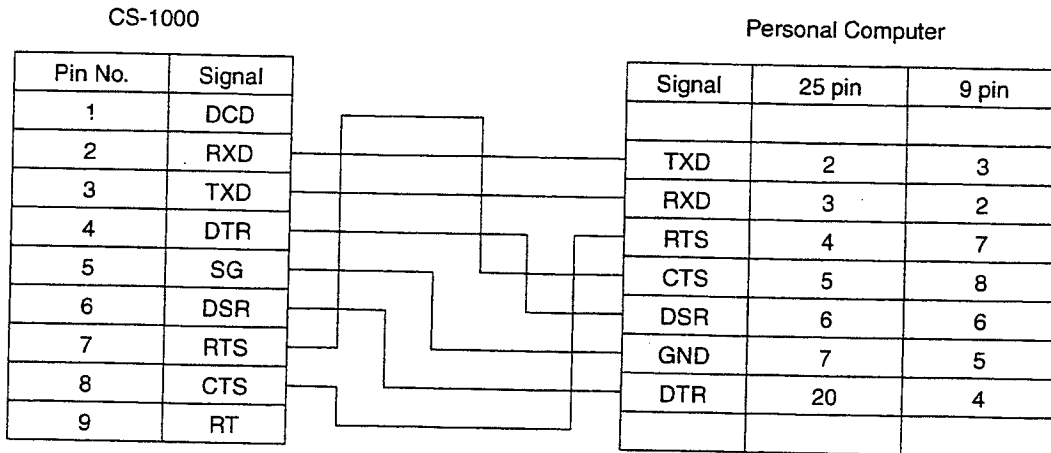 CS-1000
Pin No. Signal
1 DCD
2 RXD
3 TXD
4 DTR
5 SG
6 DSR
7 RTS
8 CTS
9 RT
Personal Computer
Signal 25 pin 9 pin
TXD 2 3
RXD 3 2
RTS 4 7
CTS 5 8
DSR 6 6
GND 7 5
DTR 20 4